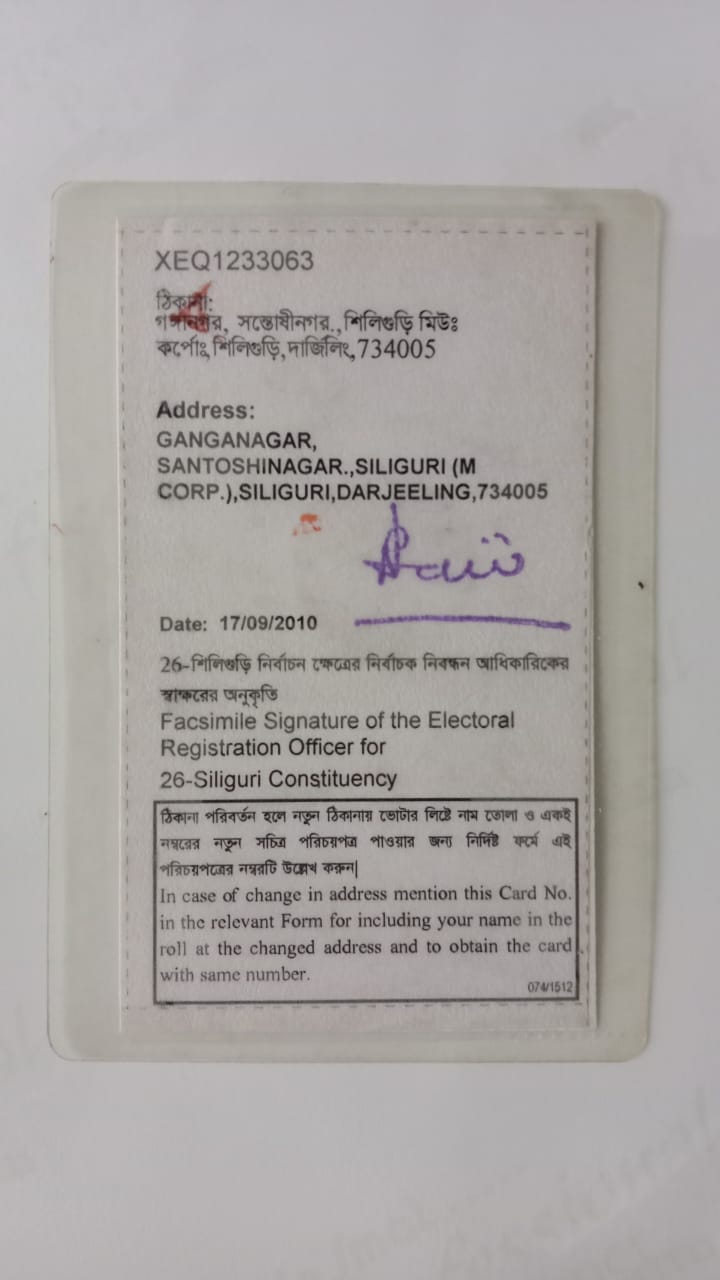 XEQ1233063
ঠিকানা:
গঙ্গানগর, সন্তোষীনগর.,শিলিগুড়ি মিউঃ
কর্পোঃ,শিলিগুড়ি,দার্জিলিং,734005
Address:
GANGANAGAR,
SANTOSHINAGAR.,SILIGURI (M
CORP.),SILIGURI,DARJEELING,734005
Date: 17/09/2010
26-শিলিগুড়ি নির্বাচন ক্ষেত্রের নির্বাচক নিবন্ধন আধিকারিকের
স্বাক্ষরের অনুকৃতি
Facsimile Signature of the Electoral
Registration Officer for
26-Siliguri Constituency
ঠিকানা পরিবর্তন হলে নতুন ঠিকানায় ভোটার লিষ্টে নাম তোলা ও একই
নম্বরের নতুন সচিত্র পরিচয়পত্র পাওয়ার জন্য নির্দিষ্ট ফর্মে এই
পরিচয়পত্রের নম্বরটি উল্লেখ করুন|
In case of change in address mention this Card No.
in the relevant Form for including your name in the
roll at the changed address and to obtain the card
with same number.
074/1512